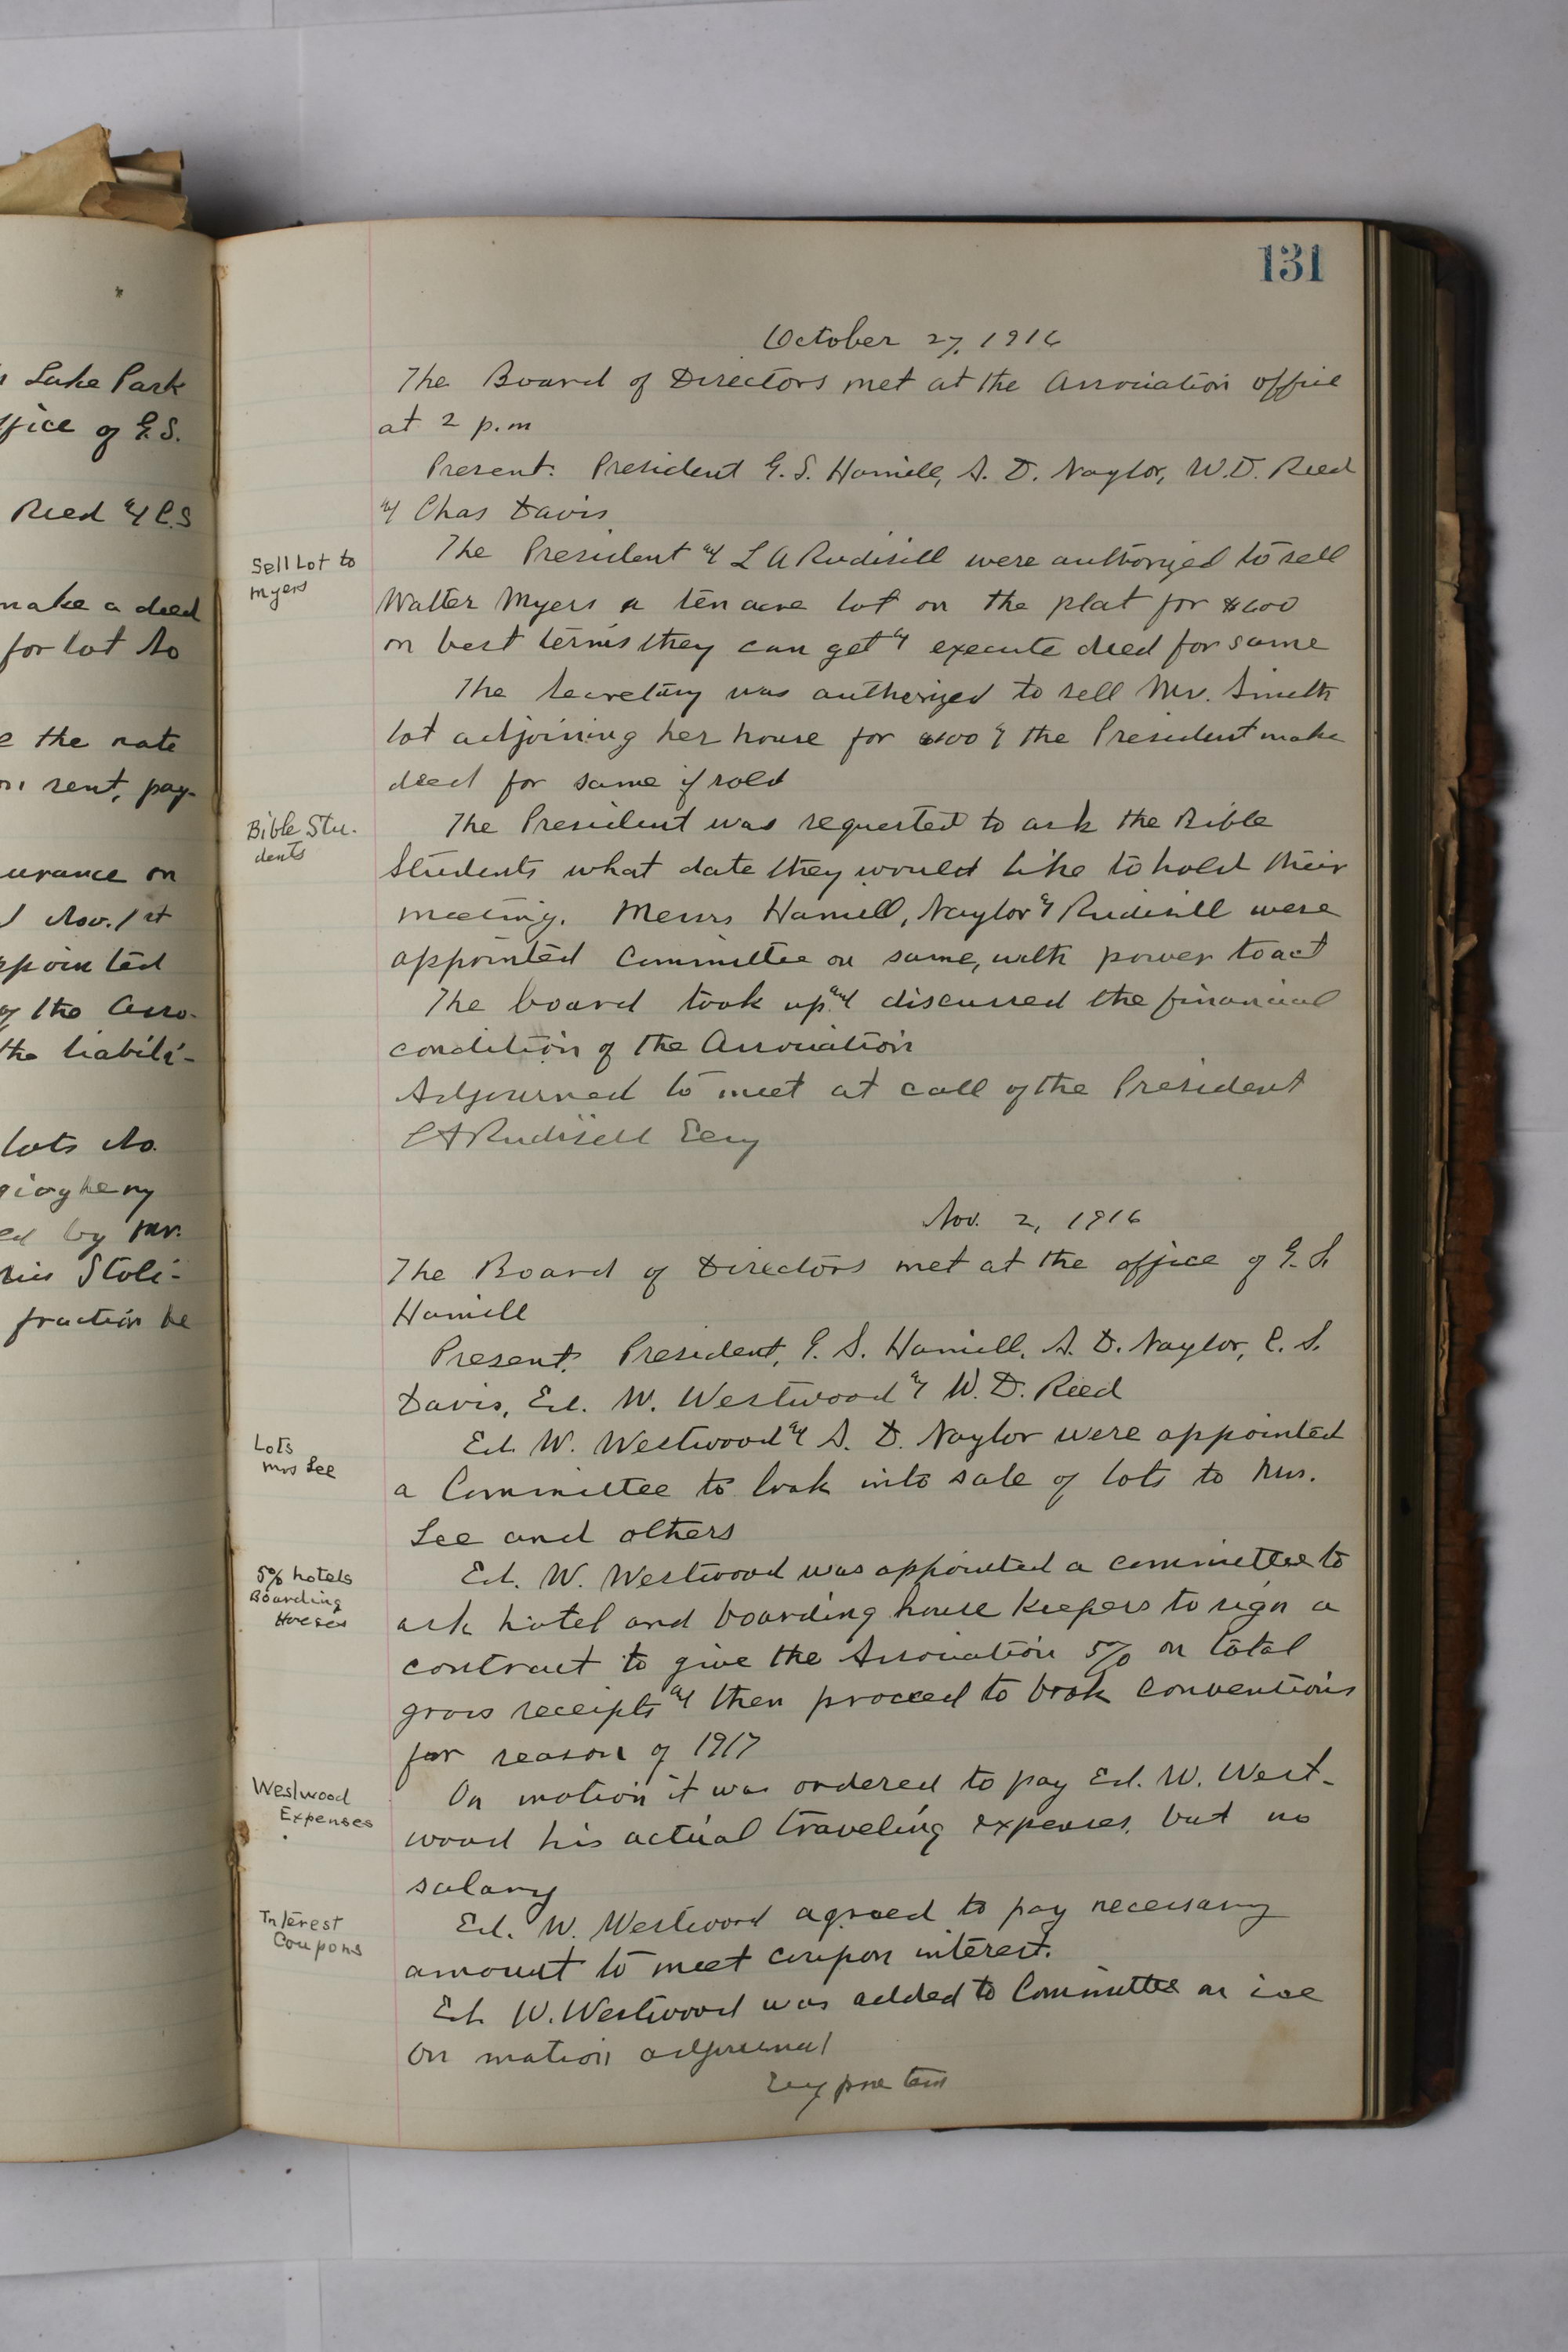 131
October 27, 1916
The Board of Directors met at the Association office
at 2 p.m
Present: President E. S. Hamill, S. D. Naylor, W. D. Reed
& Chas Davis
Sell Lot to
Myers
The President & L A Rudisill were authorized to sell
Walter Myers a ten acre lot on the plat for $600
on best terms they can get & execute deed for same
The Secretary was authorized to sell Mr. Smith
lot adjoining her house for & the President make
deed for same if sold
Bible Stu-
dents
The President was requested to ask the Bible
Students what date they would like to hold their
meeting. Messrs Hamill, Naylor & Rudisill were
appointed Committee on same, with power to act
The board took up & discussed the financial
condition of the Association
Adjourned to meet at call of the President
L A Rudisill Secy
Nov. 2, 1916
The Board of Directors met at the office of E. S.
Hamill
Present: President, E. S. Hamill, S. D. Naylor, C. S.
Davis, Ed. W. Westwood & W. D. Reed
Lots
Mrs Lee
Ed. W. Westwood & S. D. Naylor were appointed
a Committee to look into sale of lots to Mrs.
Lee and others
5% hotels
Boarding
Houses
Ed. W. Westwood was appointed a committee to
ask hotel and boarding house keepers to sign a
contract to give the Association 5% on total
gross receipts & then proceed to book conventions
for season of 1917
Westwood
Expenses
On motion it was ordered to pay Ed. W. West-
wood his actual traveling expenses, but no
salary
Interest
Coupons
Ed. W. Westwood agreed to pay necessary
amount to meet coupon interest.
Ed. W. Westwood was added to Committee on ice
On motion adjourned
Secy pro tem
s Lake Park
ffice of E. S.
Reed & C. S
make a deed
for lot No
e the rate
rent, pay-
urance on
Nov. 1st
ppointed
of the Asso-
the liabili-
lots No.
giogheny
ed by Mr.
Stoli-
fraction be